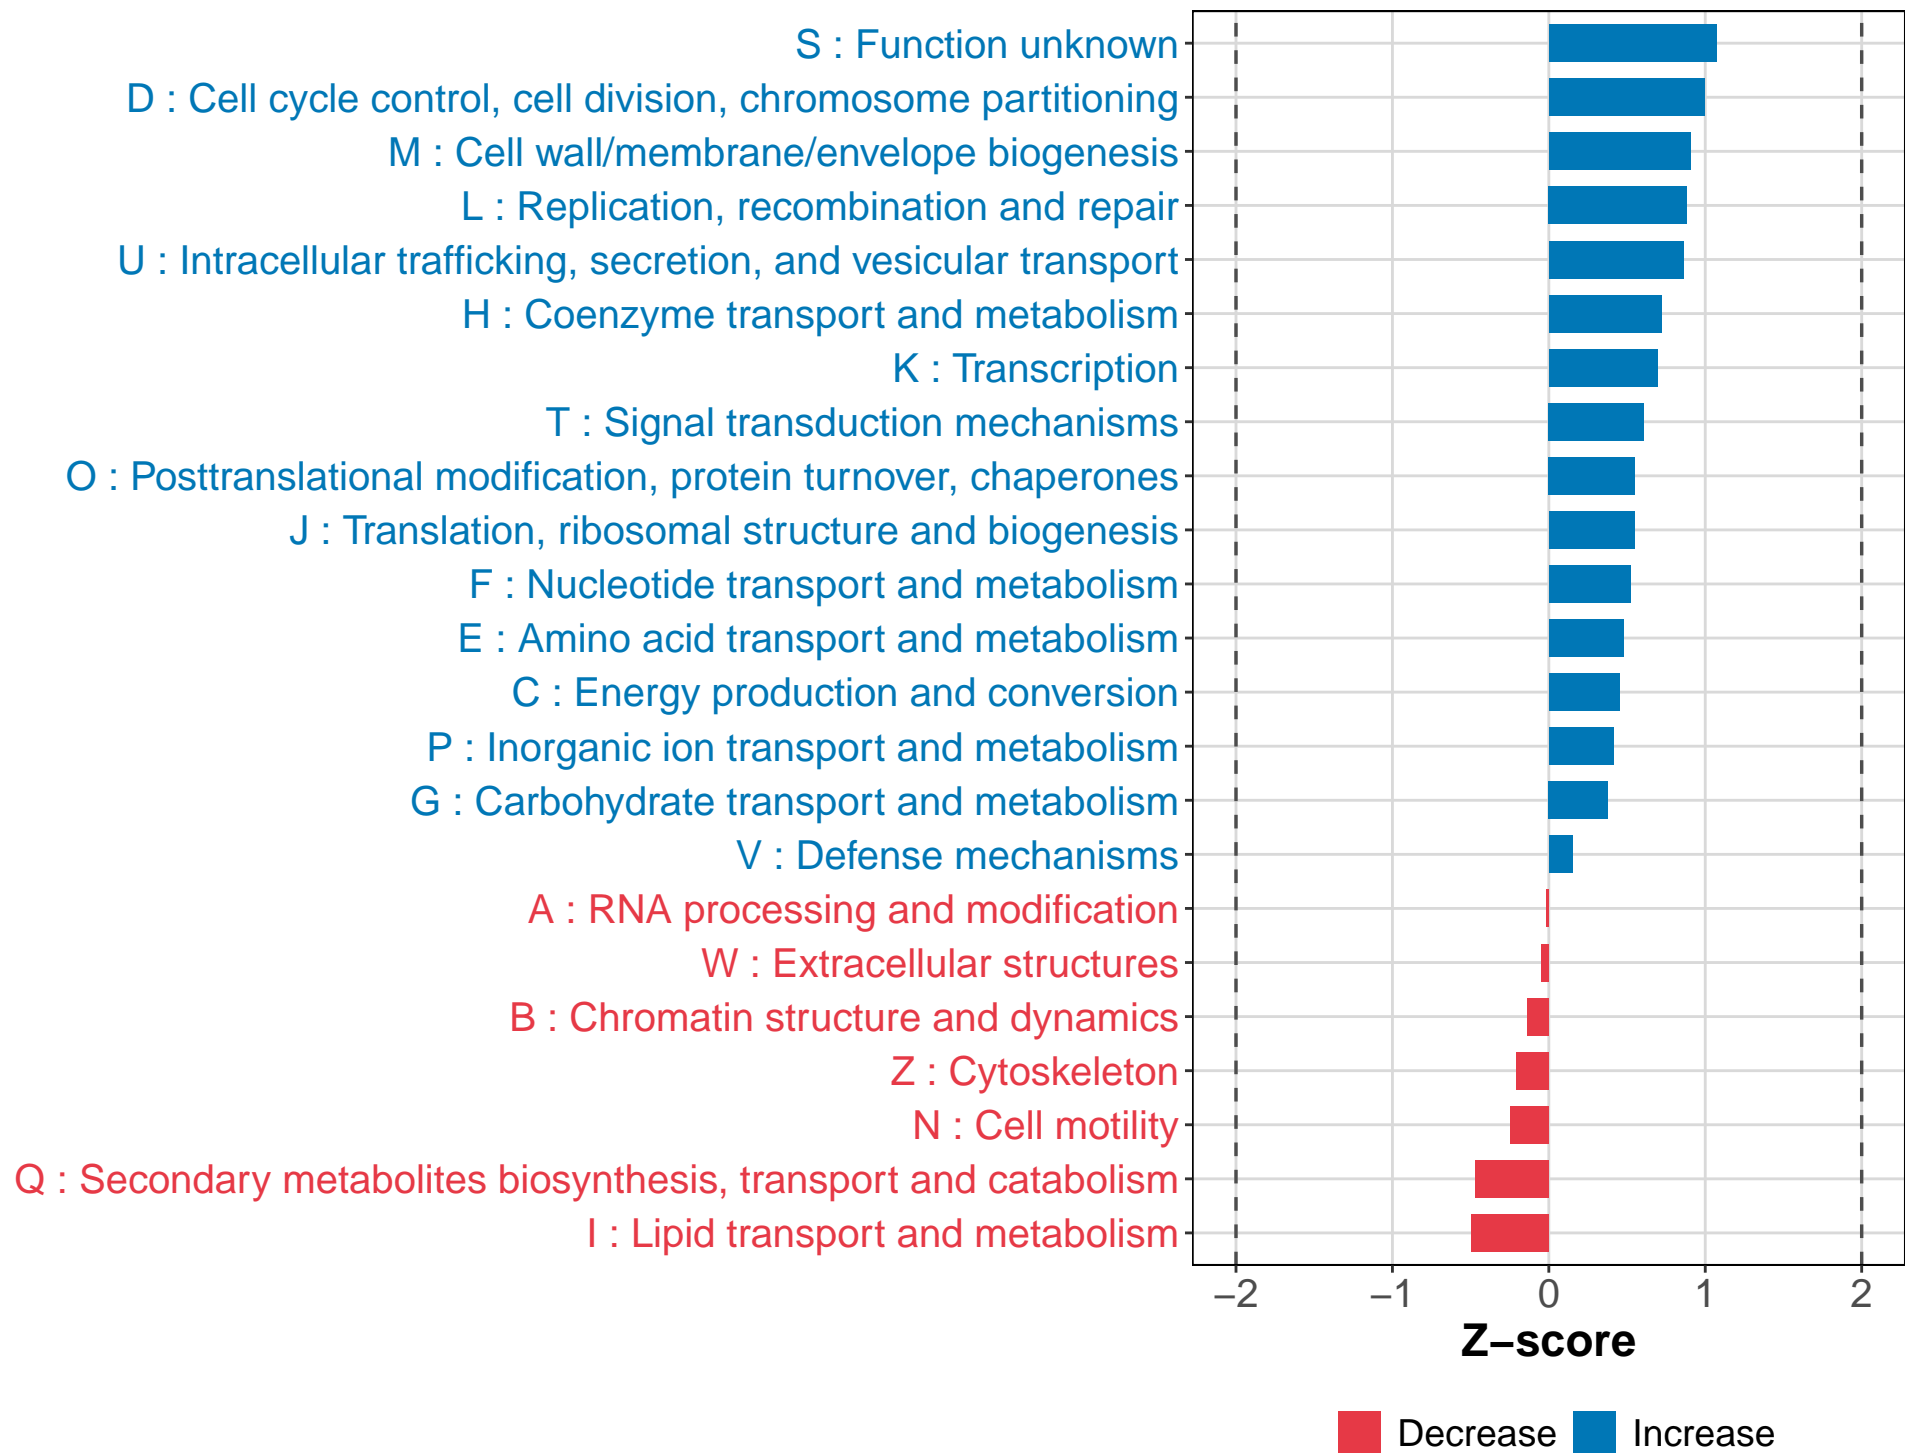 S : Function unknown
D : Cell cycle control, cell division, chromosome partitioning
M : Cell wall/membrane/envelope biogenesis
L : Replication, recombination and repair
U : Intracellular trafficking, secretion, and vesicular transport
H : Coenzyme transport and metabolism
K : Transcription
T : Signal transduction mechanisms
O : Posttranslational modification, protein turnover, chaperones
J : Translation, ribosomal structure and biogenesis
F : Nucleotide transport and metabolism
E : Amino acid transport and metabolism
C : Energy production and conversion
P : Inorganic ion transport and metabolism
G : Carbohydrate transport and metabolism
V : Defense mechanisms
A : RNA processing and modification
W : Extracellular structures
B : Chromatin structure and dynamics
Z : Cytoskeleton
N : Cell motility
Q : Secondary metabolites biosynthesis, transport and catabolism
I : Lipid transport and metabolism
−2 −1 0 1 2
Z−score
Decrease Increase